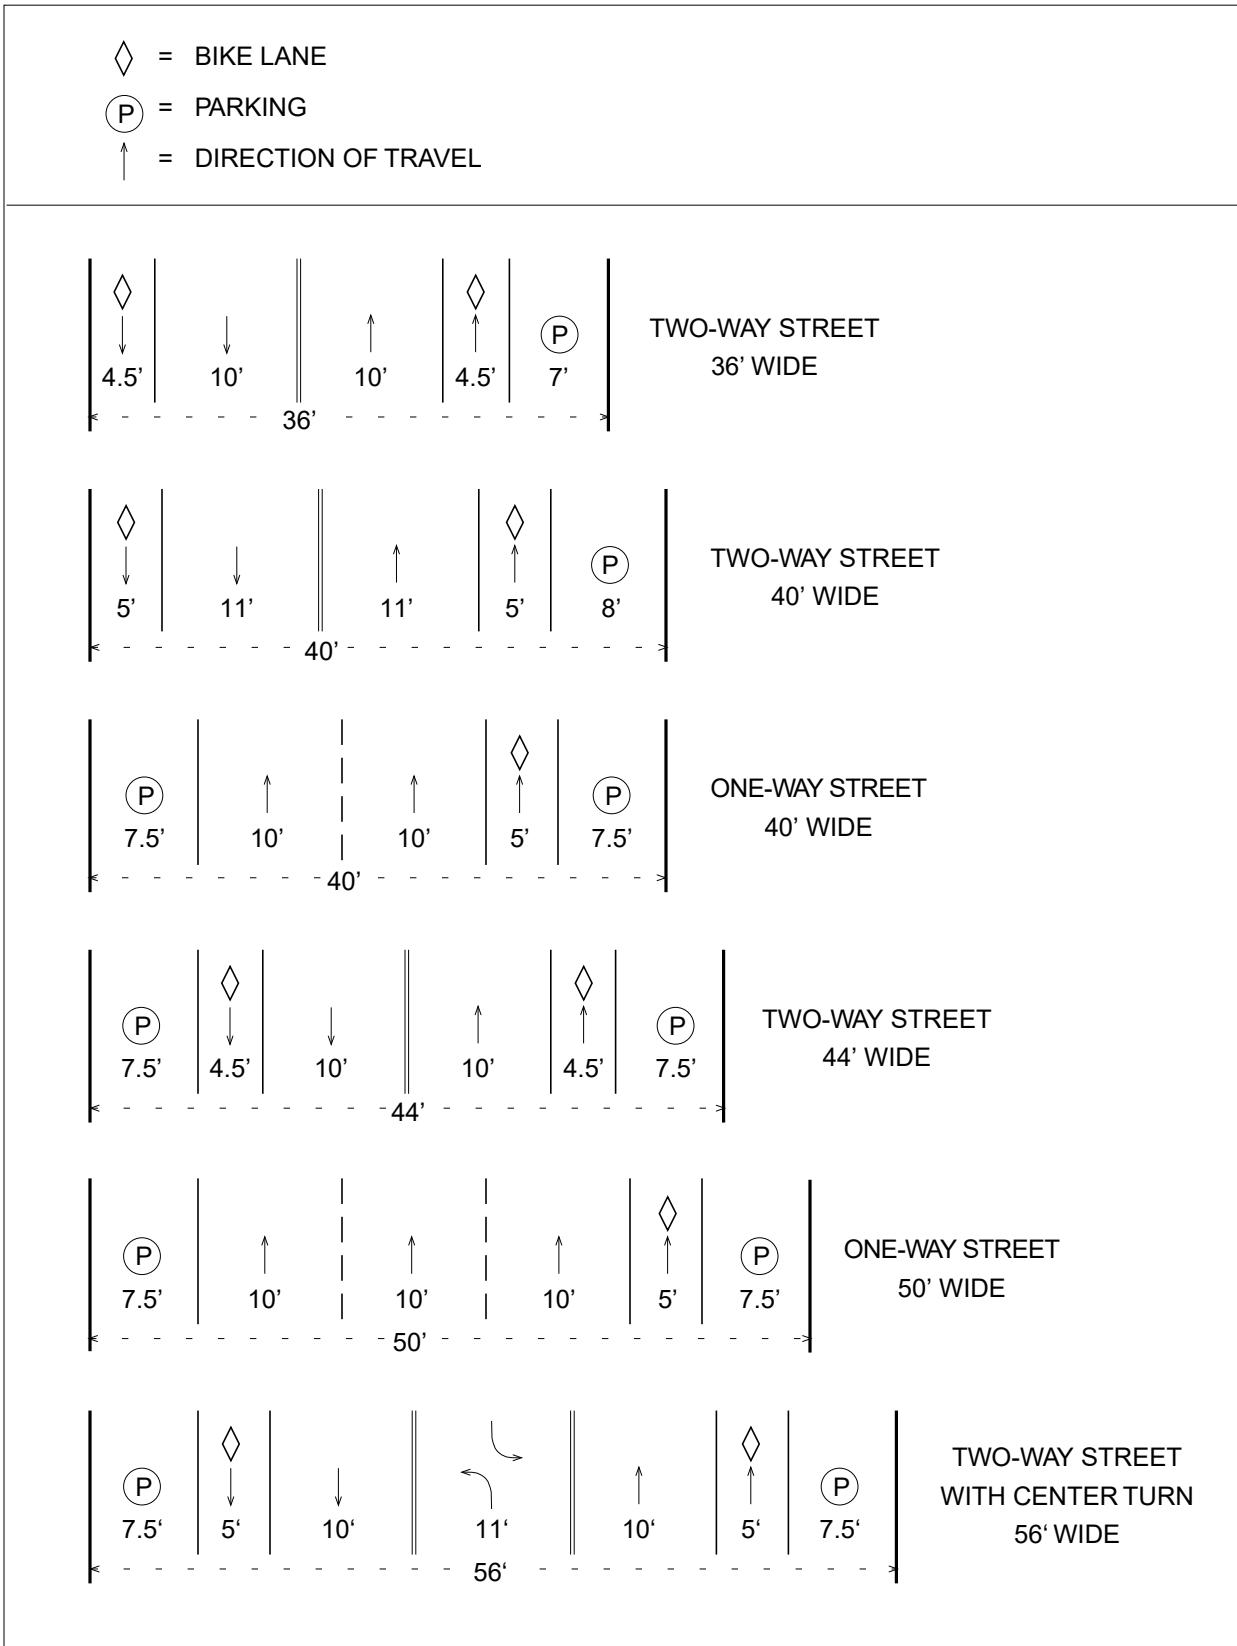 = BIKE LANE
P = PARKING
= DIRECTION OF TRAVEL
P
4.5’ 10’ 10’ 4.5’ 7’
36’
TWO-WAY STREET
36’ WIDE
P
5’ 11’ 11’ 5’ 8’
40’
TWO-WAY STREET
40’ WIDE
P P
7.5’ 10’ 10’ 5’ 7.5’
40’
ONE-WAY STREET
40’ WIDE
P P
7.5’ 4.5’ 10’ 10’ 4.5’ 7.5’
44’
TWO-WAY STREET
44’ WIDE
P P
7.5’ 10’ 10’ 10’ 5’ 7.5’
50’
ONE-WAY STREET
50’ WIDE
P P
7.5‘ 5‘ 10‘ 11‘ 10‘ 5‘ 7.5‘
56‘
TWO-WAY STREET
WITH CENTER TURN
56‘ WIDE